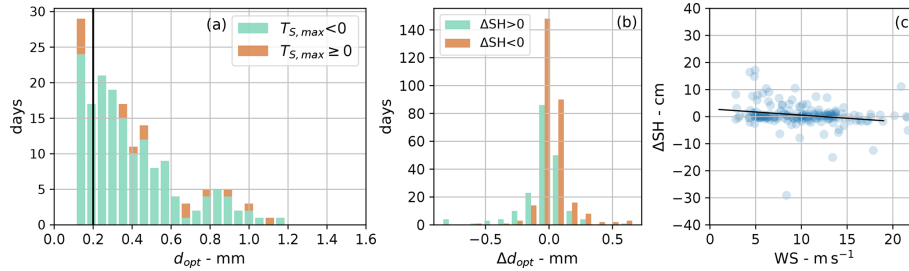 (a)
T_{S,max}<0
T_{S,max}≥0
days
30
25
20
15
10
5
0
0.0 0.2 0.4 0.6 0.8 1.0 1.2 1.4 1.6
d_{opt} - mm
(b)
ΔSH>0
ΔSH<0
days
140
120
100
80
60
40
20
0
−0.5 0.0 0.5
Δd_{opt} - mm
(c)
ΔSH - cm
40
30
20
10
0
−10
−20
−30
−40
0 5 10 15 20
WS - m s⁻¹